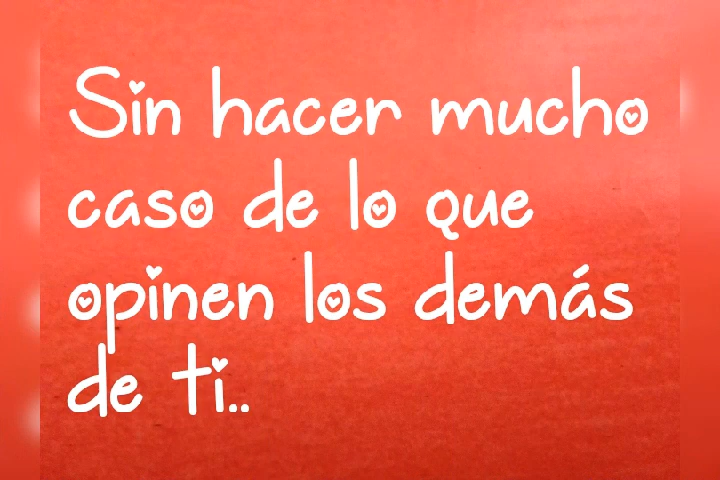 Sin hacer mucho
caso de lo que
opinen los demás
de ti..